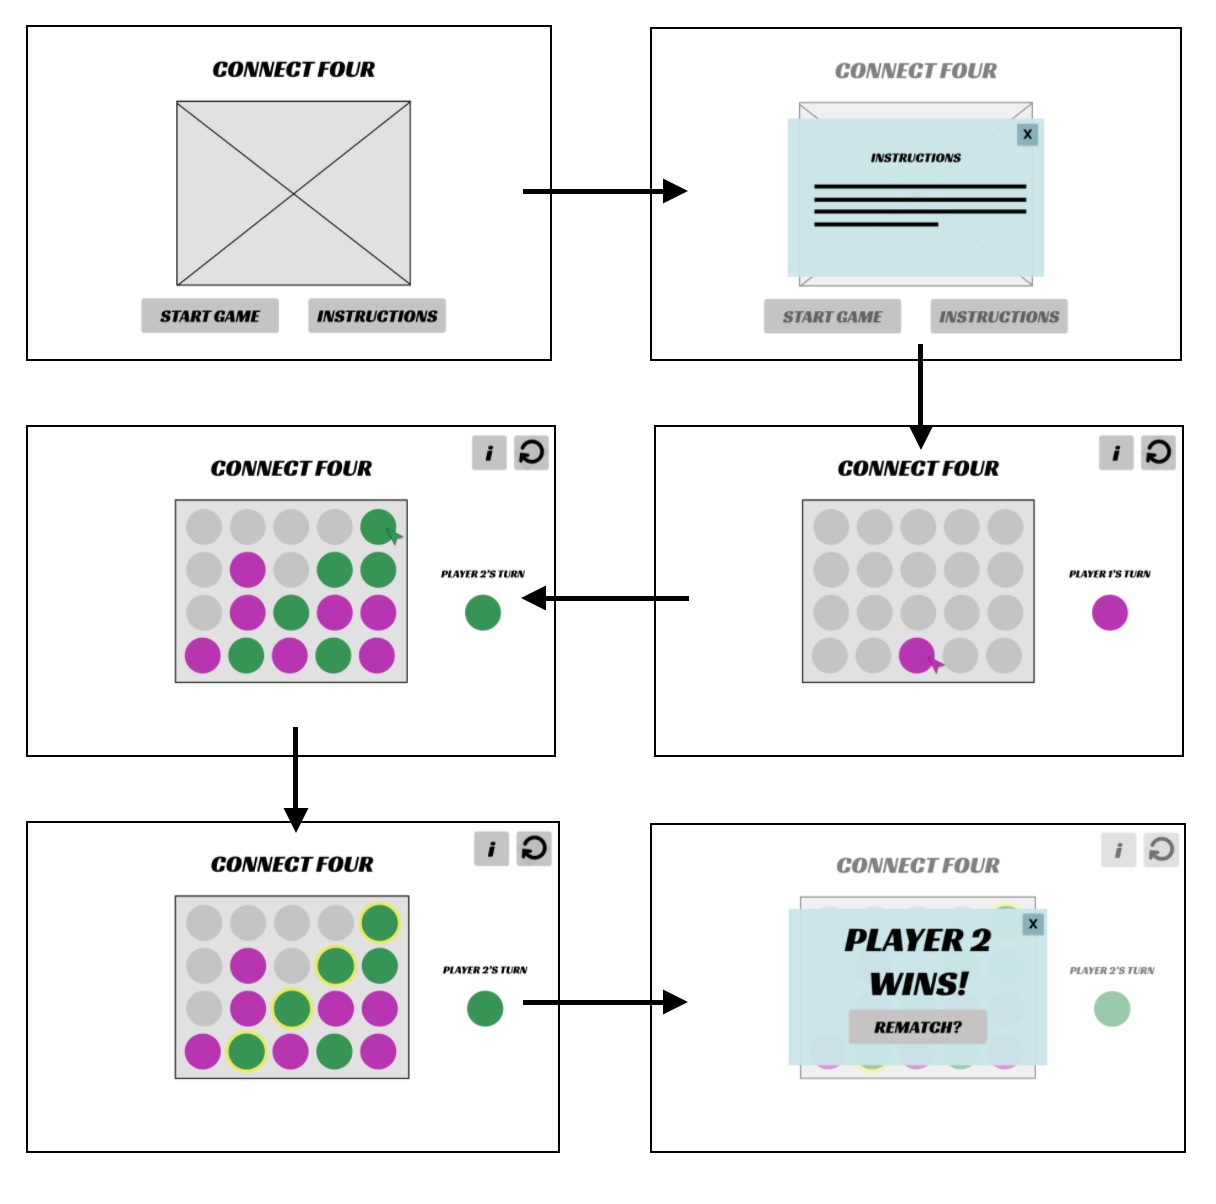 CONNECT FOUR
START GAME
INSTRUCTIONS
CONNECT FOUR
X
INSTRUCTIONS
START GAME
INSTRUCTIONS
i
CONNECT FOUR
PLAYER 1'S TURN
i
CONNECT FOUR
PLAYER 2'S TURN
i
CONNECT FOUR
PLAYER 2'S TURN
i
CONNECT FOUR
X
PLAYER 2
WINS!
REMATCH?
PLAYER 2'S TURN